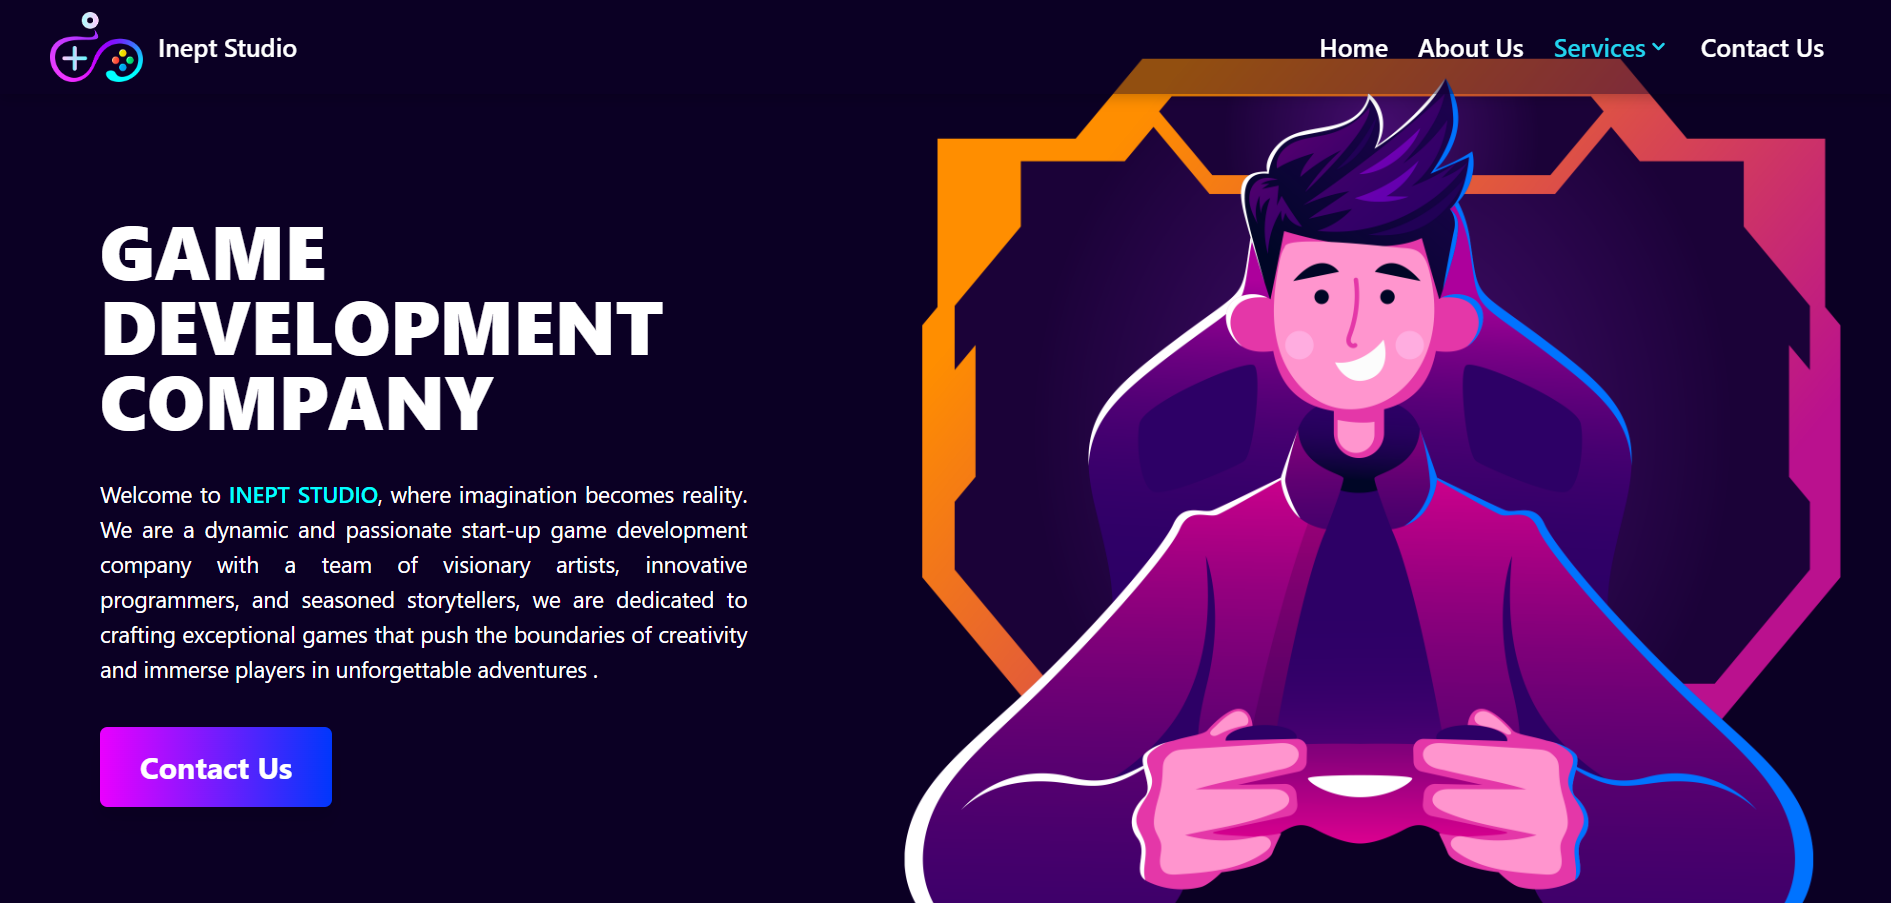 Inept Studio
Home About Us Services Contact Us
GAME
DEVELOPMENT
COMPANY
Welcome to INEPT STUDIO, where imagination becomes reality.
We are a dynamic and passionate start-up game development
company with a team of visionary artists, innovative
programmers, and seasoned storytellers, we are dedicated to
crafting exceptional games that push the boundaries of creativity
and immerse players in unforgettable adventures .
Contact Us